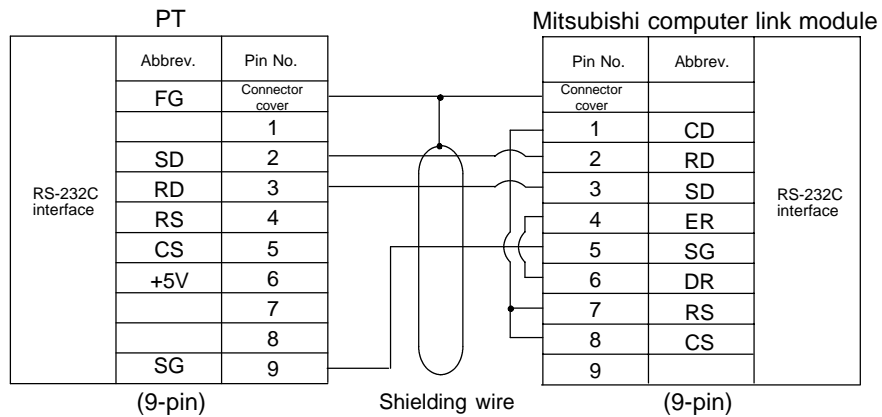 PT
Mitsubishi computer link module
RS-232C
interface
Abbrev. Pin No.
FG Connector
cover
1
SD 2
RD 3
RS 4
CS 5
+5V 6
7
8
SG 9
(9-pin)
Shielding wire
Pin No. Abbrev.
Connector
cover
1 CD
2 RD
3 SD
4 ER
5 SG
6 DR
7 RS
8 CS
9
RS-232C
interface
(9-pin)